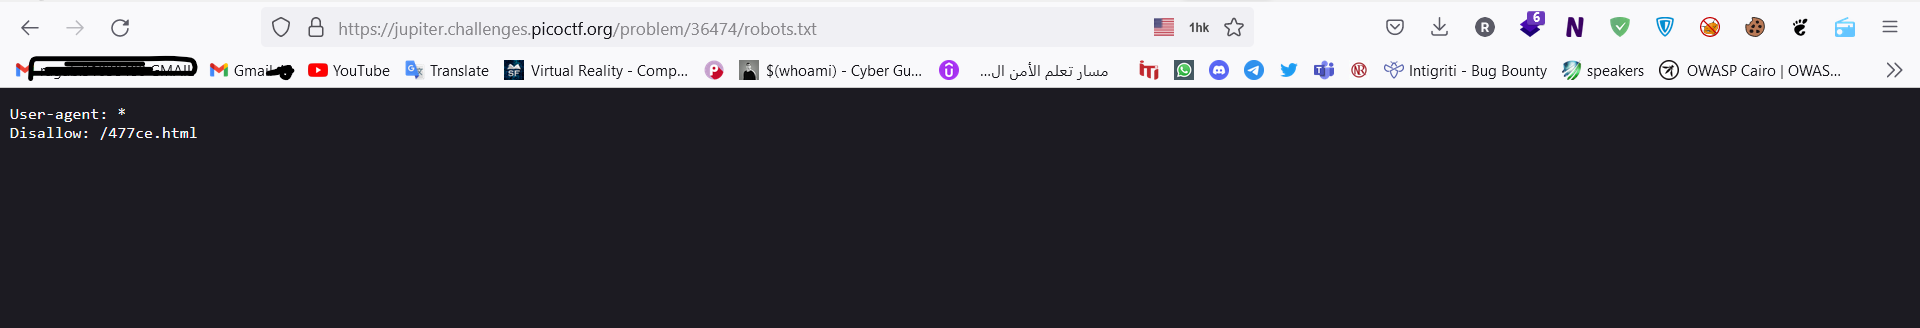 https://jupiter.challenges.picoctf.org/problem/36474/robots.txt 1hk 6
GMAIL Gmail YouTube Translate Virtual Reality - Comp... $(whoami) - Cyber Gu... مسار تعلم الأمن ال... Intigriti - Bug Bounty speakers OWASP Cairo | OWAS...
User-agent: *
Disallow: /477ce.html